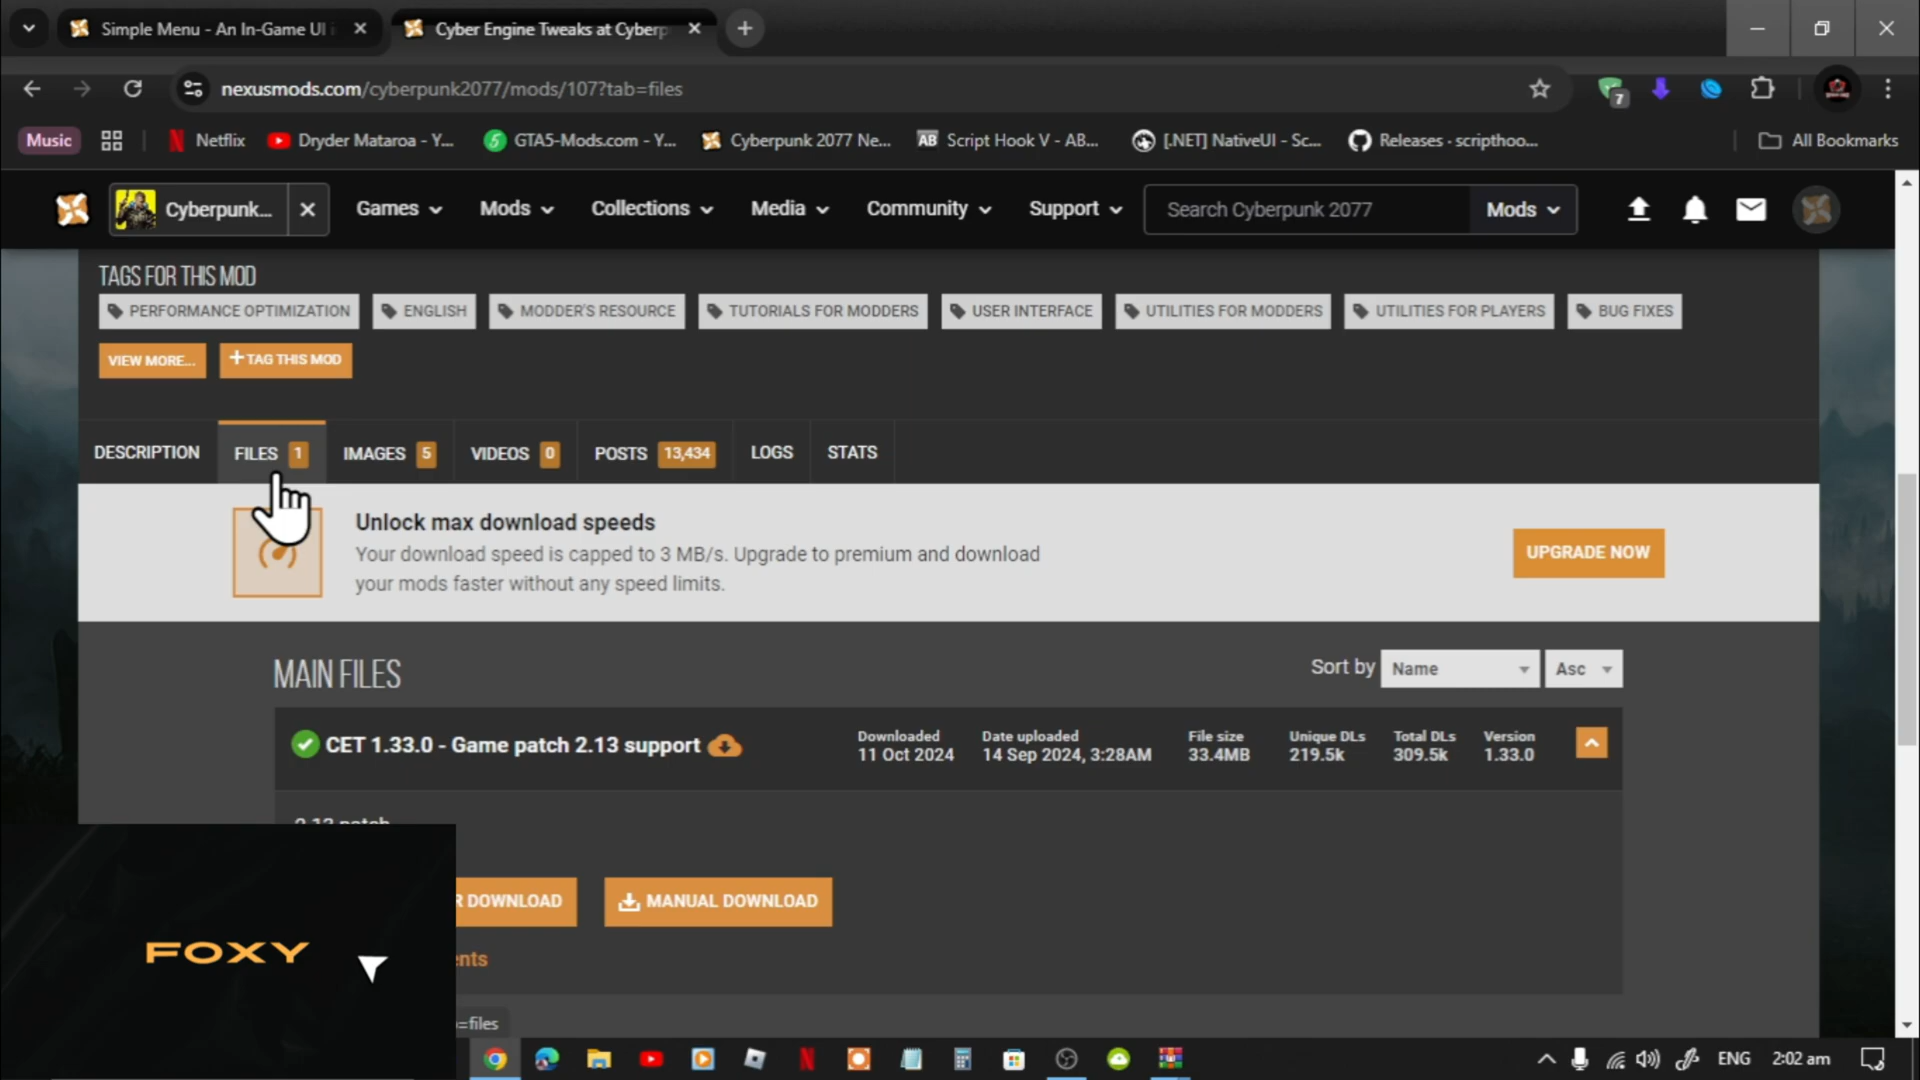 Simple Menu - An In-Game UI i
Cyber Engine Tweaks at Cyberp
nexusmods.com/cyberpunk2077/mods/107?tab=files
7
Music
Netflix
Dryder Mataroa - Y...
GTA5-Mods.com - Y...
Cyberpunk 2077 Ne...
AB
Script Hook V - AB...
[.NET] NativeUI - Sc...
Releases · scripthoo...
All Bookmarks
Cyberpunk...
Games
Mods
Collections
Media
Community
Support
Search Cyberpunk 2077
Mods
TAGS FOR THIS MOD
PERFORMANCE OPTIMIZATION
ENGLISH
MODDER'S RESOURCE
TUTORIALS FOR MODDERS
USER INTERFACE
UTILITIES FOR MODDERS
UTILITIES FOR PLAYERS
BUG FIXES
VIEW MORE...
+TAG THIS MOD
DESCRIPTION
FILES 1
IMAGES 5
VIDEOS 0
POSTS 13,434
LOGS
STATS
Unlock max download speeds
Your download speed is capped to 3 MB/s. Upgrade to premium and download
your mods faster without any speed limits.
UPGRADE NOW
MAIN FILES
Sort by
Name
Asc
CET 1.33.0 - Game patch 2.13 support
Downloaded
11 Oct 2024
Date uploaded
14 Sep 2024, 3:28AM
File size
33.4MB
Unique DLs
219.5k
Total DLs
309.5k
Version
1.33.0
2.13 patch
R DOWNLOAD
MANUAL DOWNLOAD
FOXY
ents
=files
ENG
2:02 am